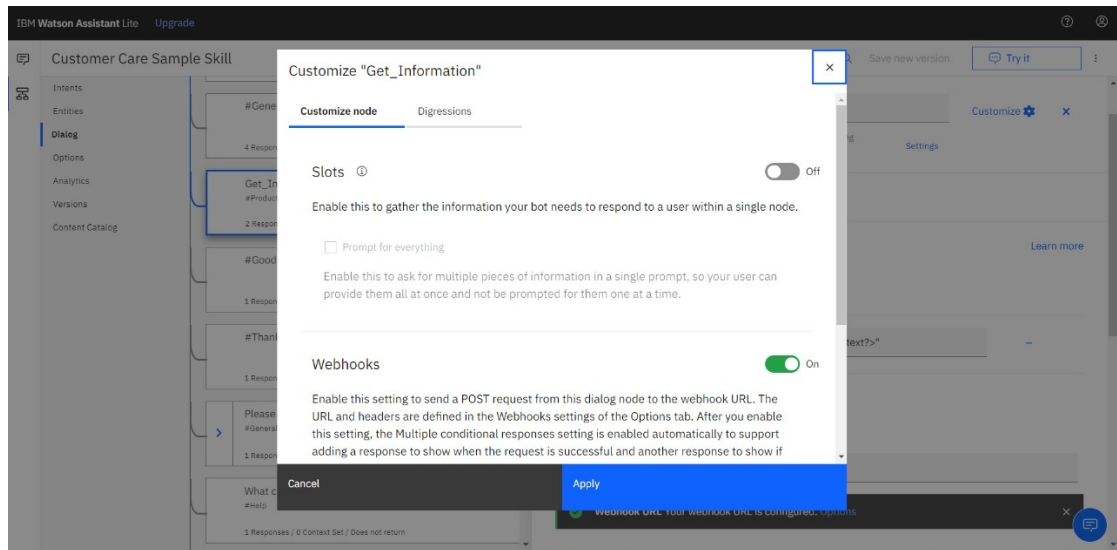 IBM Watson Assistant Lite Upgrade
Customer Care Sample Skill
Save new version
Try it
Intents
Entities
Dialog
Options
Analytics
Versions
Content Catalog
#Gene
4 Respon
Get_In
#Product
2 Respon
#Good
1 Respon
#Thank
1 Respon
Please
#General
1 Respon
What c
#Help
1 Responses / 0 Context Set / Does not return
Customize "Get_Information"
Customize node Digressions
Slots
Off
Enable this to gather the information your bot needs to respond to a user within a single node.
Prompt for everything
Enable this to ask for multiple pieces of information in a single prompt, so your user can
provide them all at once and not be prompted for them one at a time.
Webhooks
On
Enable this setting to send a POST request from this dialog node to the webhook URL. The
URL and headers are defined in the Webhooks settings of the Options tab. After you enable
this setting, the Multiple conditional responses setting is enabled automatically to support
adding a response to show when the request is successful and another response to show if
Cancel Apply
Customize
Settings
Learn more
text?>"
Webhook URL Your webhook URL is configured. Options